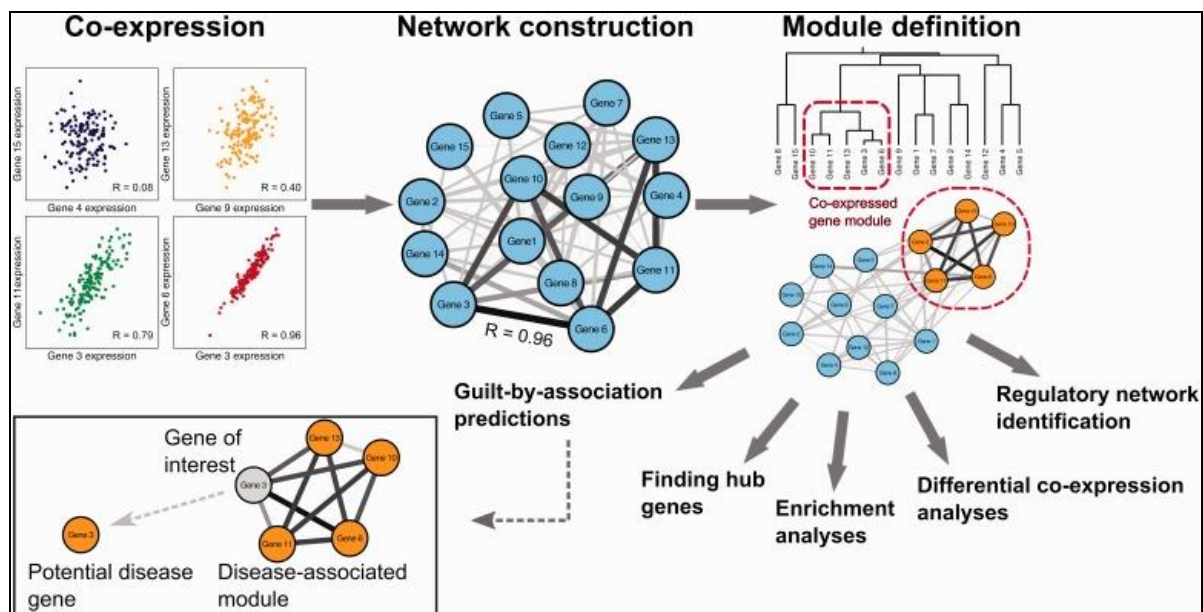 Co-expression
Network construction
Module definition
Gene 15 expression
R = 0.08
Gene 4 expression
Gene 13 expression
R = 0.40
Gene 9 expression
Gene 11expression
R = 0.79
Gene 3 expression
Gene 6 expression
R = 0.96
Gene 3 expression
Gene 7
Gene 5
Gene 13
Gene 15
Gene 12
Gene 10
Gene 9
Gene 4
Gene 2
Gene1
Gene 14
Gene 8
Gene 11
Gene 3
Gene 6
R = 0.96
Gene 8
Gene 15
Gene 10
Gene 11
Gene 13
Gene 3
Gene 6
Gene 9
Gene 1
Gene 7
Gene 2
Gene 14
Gene 12
Gene 4
Gene 5
Co-expressed
gene module
Guilt-by-association
predictions
Finding hub
genes
Enrichment
analyses
Differential co-expression
analyses
Regulatory network
identification
Gene of
interest
Gene 13
Gene 10
Gene 3
Gene 11
Gene 6
Gene 3
Potential disease
gene
Disease-associated
module